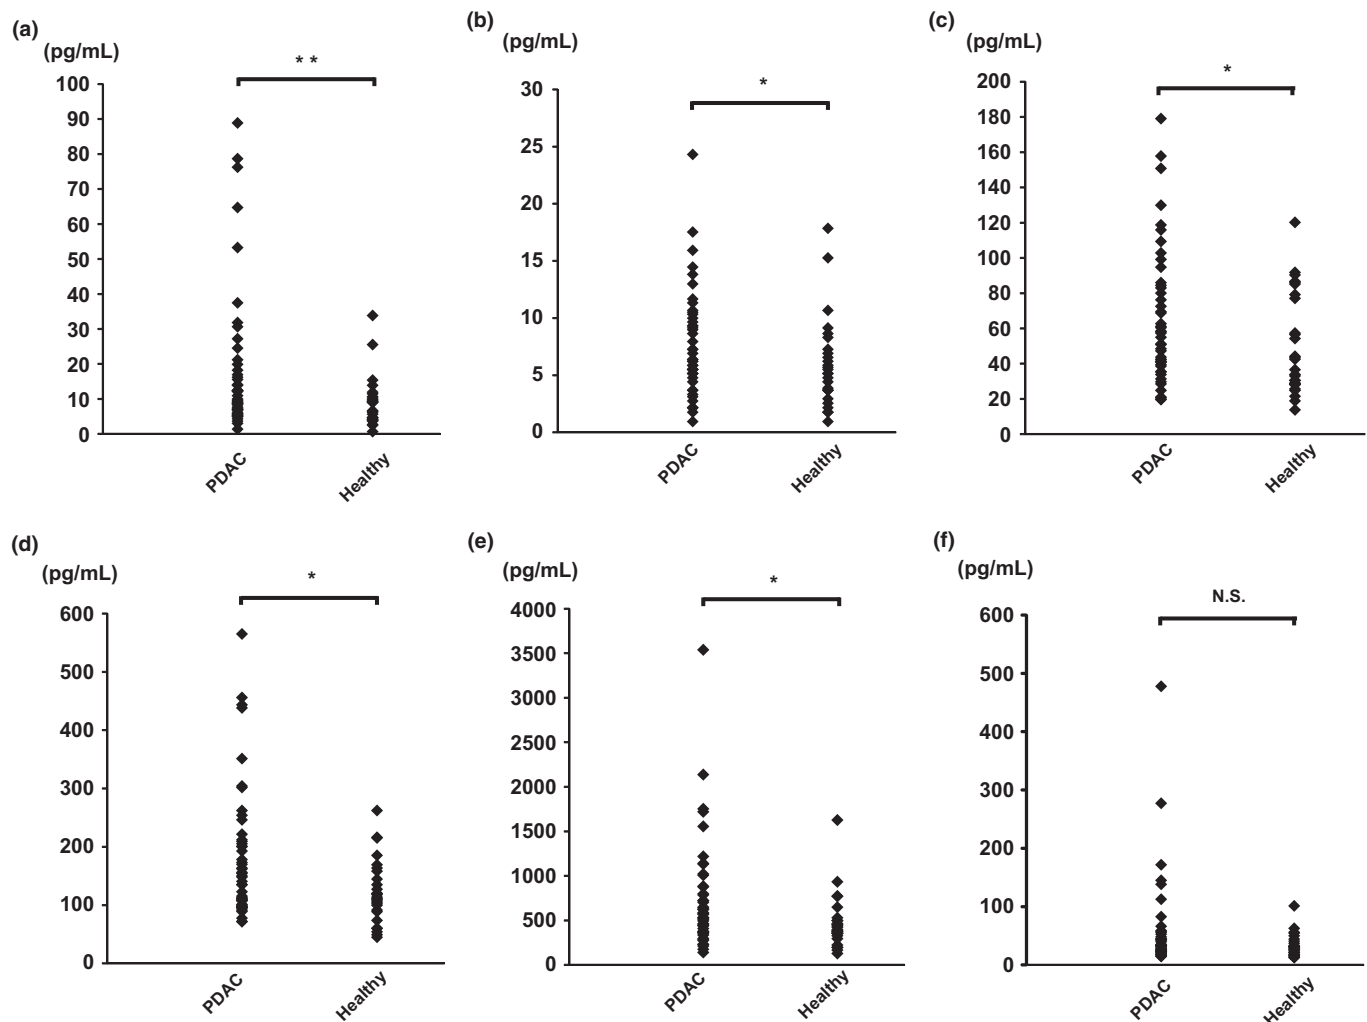 (a)
(pg/mL)
* *
100
90
80
70
60
50
40
30
20
10
0
PDAC
Healthy
(b)
(pg/mL)
*
30
25
20
15
10
5
0
PDAC
Healthy
(c)
(pg/mL)
*
200
180
160
140
120
100
80
60
40
20
0
PDAC
Healthy
(d)
(pg/mL)
*
600
500
400
300
200
100
0
PDAC
Healthy
(e)
(pg/mL)
*
4000
3500
3000
2500
2000
1500
1000
500
0
PDAC
Healthy
(f)
(pg/mL)
N.S.
600
500
400
300
200
100
0
PDAC
Healthy